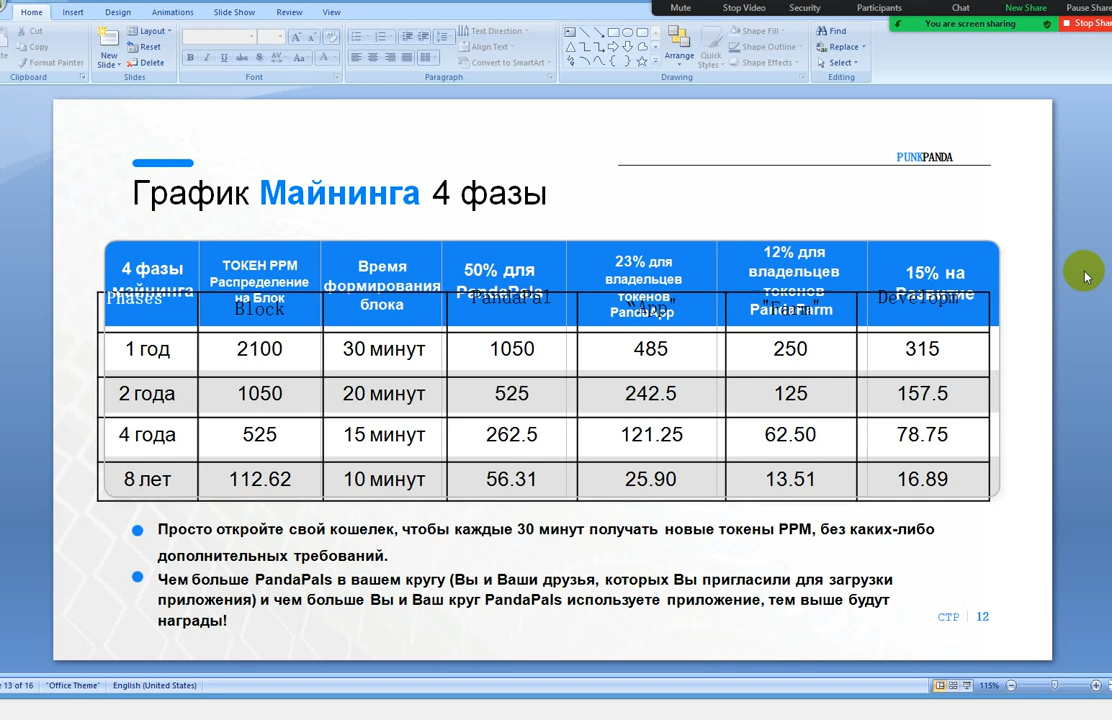 Mute Stop Video Security Participants Chat New Share Pause Share
You are screen sharing Stop Shar
Home Insert Design Animations Slide Show Review View
Cut Layout Text Direction Shape Fill Find
Copy New Reset Align Text Arrange Quick Shape Outline Replace
Format Painter Slide Delete B I U abc S AV Aa A Convert to SmartArt Styles Shape Effects Select
Clipboard Slides Font Paragraph Drawing Editing
PUNKPANDA
График Майнинга 4 фазы
4 фазы майнинга
ТОКЕН PPM
Распределение
на Блок
Время
формирования
блока
50% для
PandaPals
23% для
владельцев
токенов
PandaApp
12% для
владельцев
токенов
PandaFarm
15% на
Развитие
Phases Block PandaPal "App" "Farm" Developm
1 год 2100 30 минут 1050 485 250 315
2 года 1050 20 минут 525 242.5 125 157.5
4 года 525 15 минут 262.5 121.25 62.50 78.75
8 лет 112.62 10 минут 56.31 25.90 13.51 16.89
Просто откройте свой кошелек, чтобы каждые 30 минут получать новые токены PPM, без каких-либо
дополнительных требований.
Чем больше PandaPals в вашем кругу (Вы и Ваши друзья, которых Вы пригласили для загрузки
приложения) и чем больше Вы и Ваш круг PandaPals используете приложение, тем выше будут
награды!
СТР 12
e 13 of 16 "Office Theme" English (United States) 115%